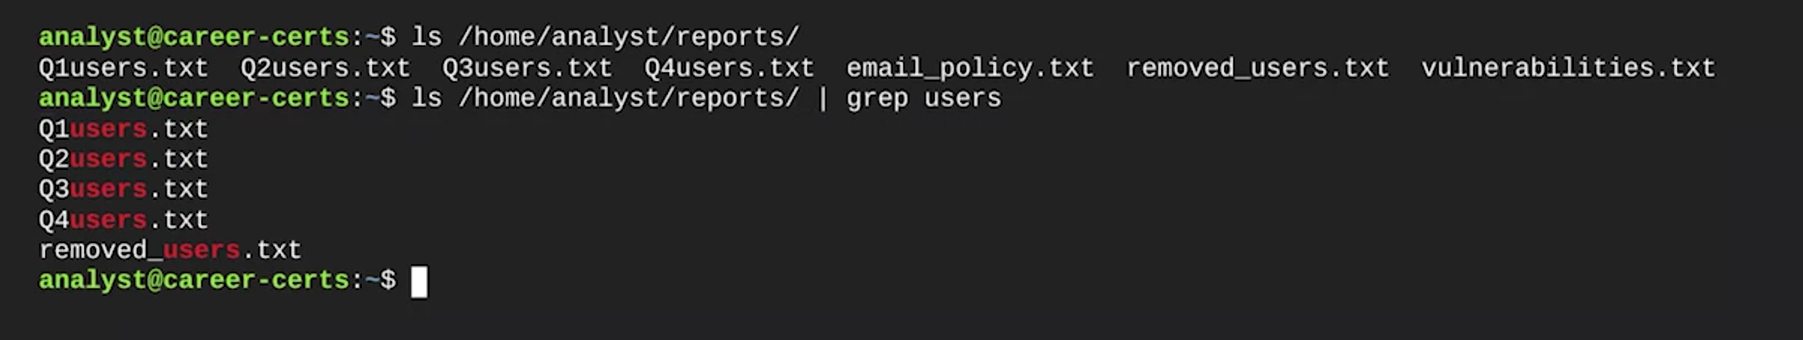 analyst@career-certs:~$ ls /home/analyst/reports/
Q1users.txt  Q2users.txt  Q3users.txt  Q4users.txt  email_policy.txt  removed_users.txt  vulnerabilities.txt
analyst@career-certs:~$ ls /home/analyst/reports/ | grep users
Q1users.txt
Q2users.txt
Q3users.txt
Q4users.txt
removed_users.txt
analyst@career-certs:~$